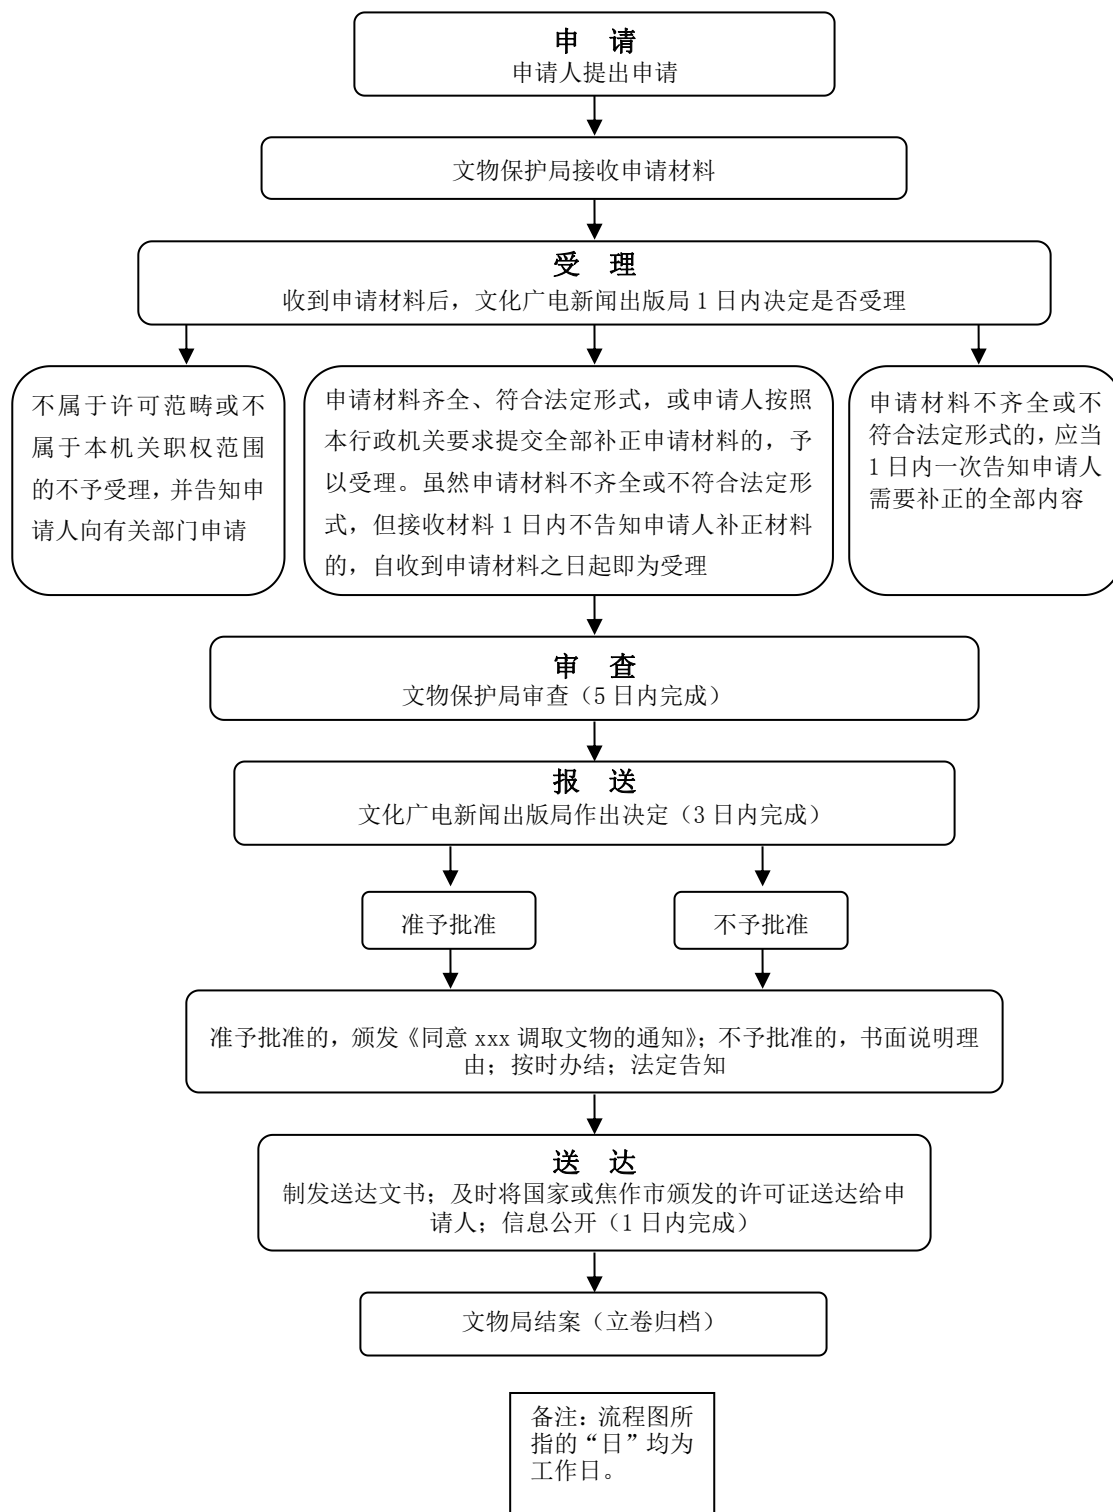 申 请
申请人提出申请
文物保护局接收申请材料
受 理
收到申请材料后，文化广电新闻出版局 1 日内决定是否受理
不属于许可范畴或不
属于本机关职权范围
的不予受理，并告知申
请人向有关部门申请
申请材料齐全、符合法定形式，或申请人按照
本行政机关要求提交全部补正申请材料的，予
以受理。虽然申请材料不齐全或不符合法定形
式，但接收材料 1 日内不告知申请人补正材料
的，自收到申请材料之日起即为受理
申请材料不齐全或不
符合法定形式的，应当
1 日内一次告知申请人
需要补正的全部内容
审 查
文物保护局审查（5 日内完成）
报 送
文化广电新闻出版局作出决定（3 日内完成）
准予批准
不予批准
准予批准的，颁发《同意 xxx 调取文物的通知》；不予批准的，书面说明理
由；按时办结；法定告知
送 达
制发送达文书；及时将国家或焦作市颁发的许可证送达给申
请人；信息公开（1 日内完成）
文物局结案（立卷归档）
备注：流程图所
指的“日”均为
工作日。